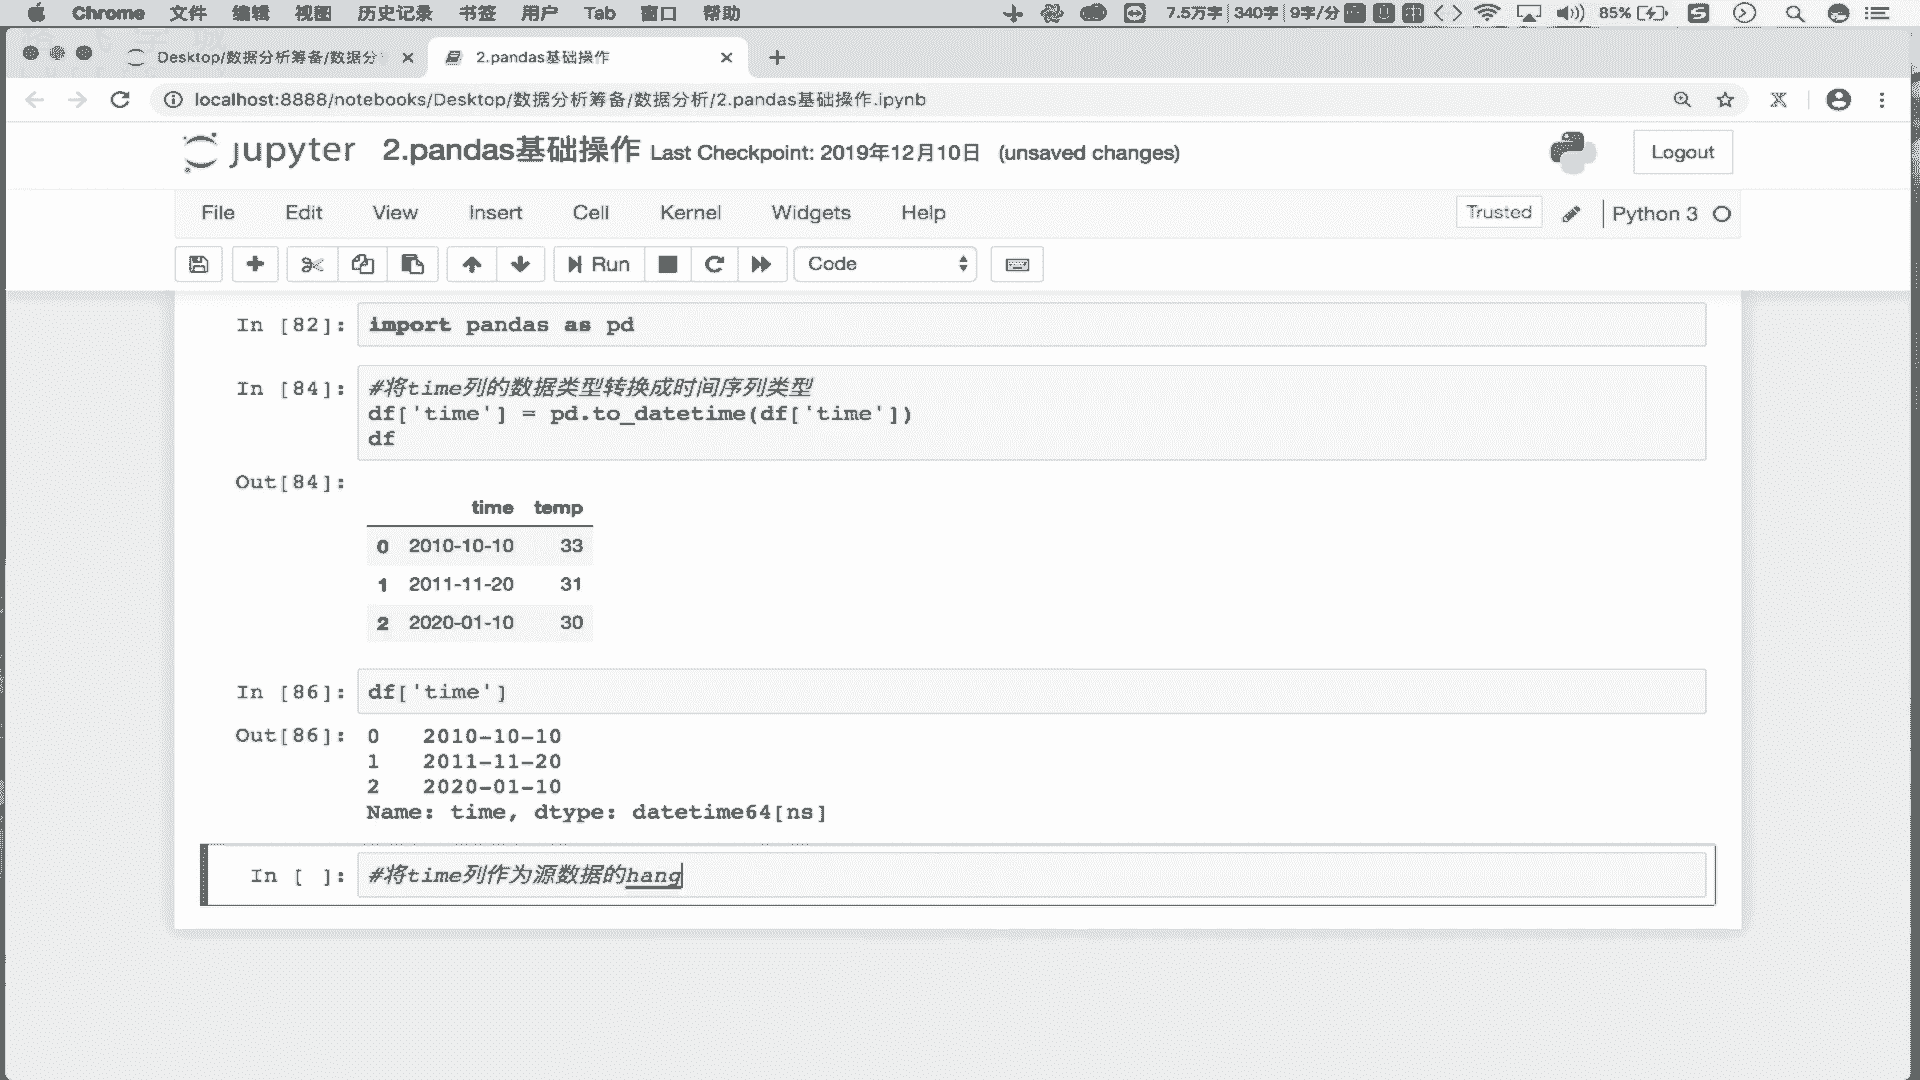 Chrome 文件 编辑 视图 历史记录 书签 用户 Tab 窗口 帮助 7.5万字 340字 9字/分 85%
Desktop/数据分析筹备/数据分 2.pandas基础操作
localhost:8888/notebooks/Desktop/数据分析筹备/数据分析/2.pandas基础操作.ipynb
jupyter 2.pandas基础操作 Last Checkpoint: 2019年12月10日 (unsaved changes) Logout
File Edit View Insert Cell Kernel Widgets Help Trusted Python 3
Run Code
In [82]: import pandas as pd
In [84]: #将time列的数据类型转换成时间序列类型
df['time'] = pd.to_datetime(df['time'])
df
Out[84]:
time temp
0 2010-10-10 33
1 2011-11-20 31
2 2020-01-10 30
In [86]: df['time']
Out[86]: 0 2010-10-10
1 2011-11-20
2 2020-01-10
Name: time, dtype: datetime64[ns]
In [ ]: #将time列作为源数据的hang